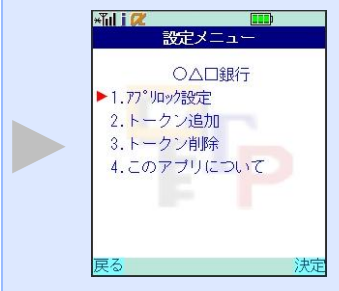 設定メニュー
○△□銀行
1.ｱﾌﾟﾘﾛｯｸ設定
2.トークン追加
3.トークン削除
4.このアプリについて
戻る 決定